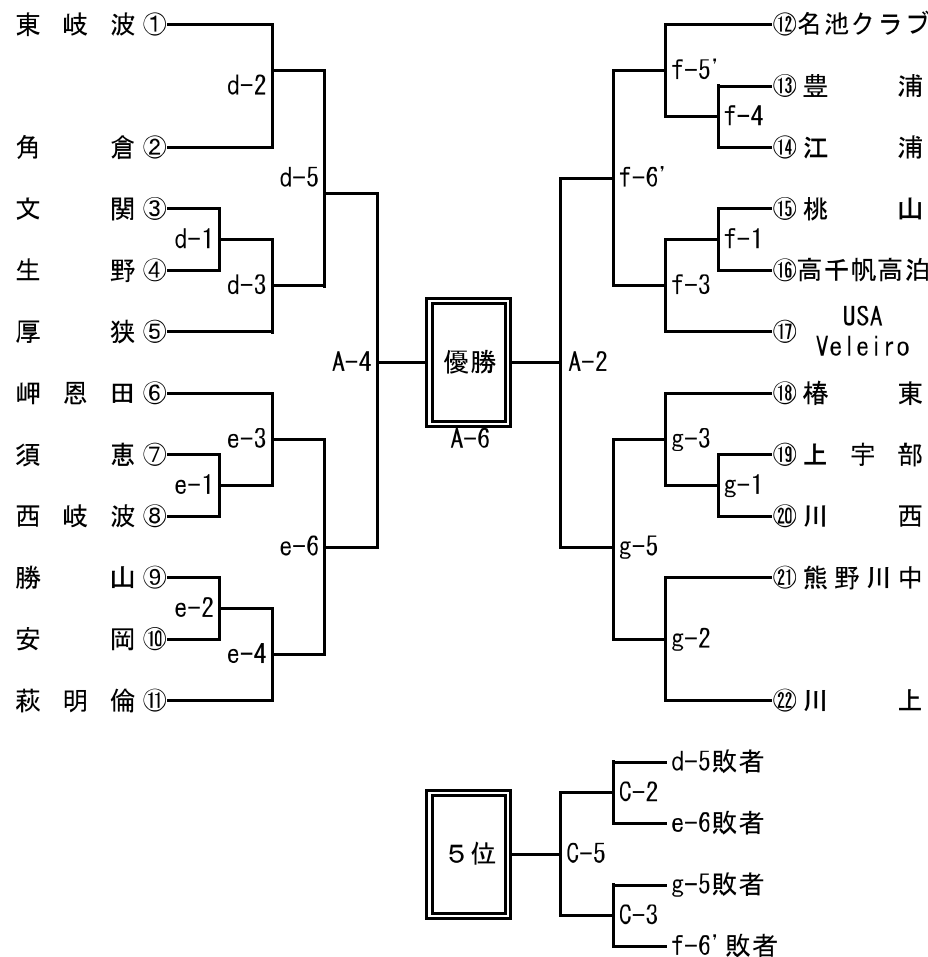 東岐波①
⑫名池クラブ
f-5'
d-2
⑬豊浦
f-4
角倉②
⑭江浦
d-5
f-6'
文関③
⑮桃山
d-1
f-1
生野④
⑯高千帆高泊
d-3
f-3
厚狭⑤
⑰USA
Veleiro
A-4
優勝
A-2
岬恩田⑥
⑱椿東
A-6
e-3
g-3
須恵⑦
⑲上宇部
e-1
g-1
西岐波⑧
⑳川西
e-6
g-5
勝山⑨
㉑熊野川中
e-2
安岡⑩
e-4
g-2
萩明倫⑪
㉒川上
d-5敗者
C-2
e-6敗者
5位
C-5
g-5敗者
C-3
f-6'敗者